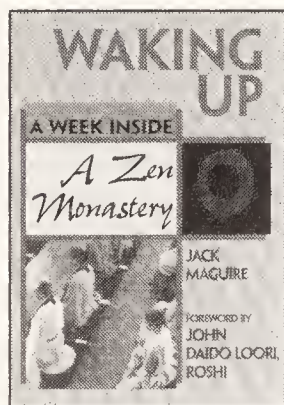 WAKING
UP
A WEEK INSIDE
A Zen
Monastery
JACK
MAGUIRE
FOREWORD BY
JOHN
DAIDO LOORI,
ROSHI